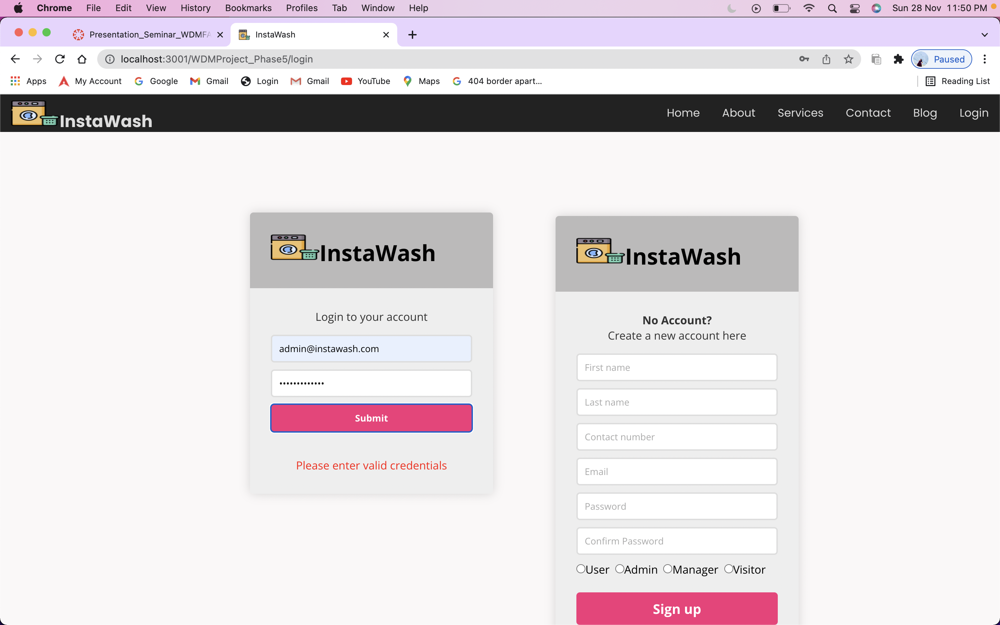 Chrome File Edit View History Bookmarks Profiles Tab Window Help Sun 28 Nov 11:50 PM
Presentation_Seminar_WDMFA InstaWash
localhost:3001/WDMProject_Phase5/login Paused
Apps My Account Google Gmail Login Gmail YouTube Maps 404 border apart... Reading List
InstaWash Home About Services Contact Blog Login
InstaWash
Login to your account
admin@instawash.com
•••••••••••••
Submit
Please enter valid credentials
InstaWash
No Account?
Create a new account here
First name
Last name
Contact number
Email
Password
Confirm Password
User Admin Manager Visitor
Sign up